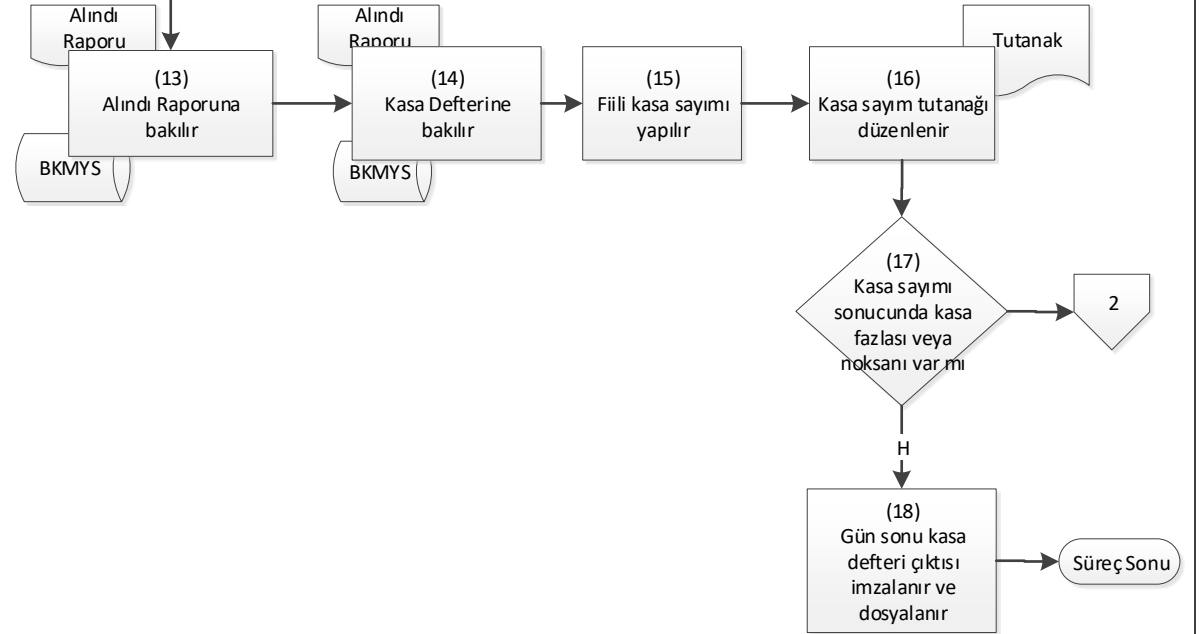 Alındı
Raporu
(13)
Alındı Raporuna
bakılır
BKMYS
Alındı
Raporu
(14)
Kasa Defterine
bakılır
BKMYS
(15)
Fiili kasa sayımı
yapılır
Tutanak
(16)
Kasa sayım tutanağı
düzenlenir
(17)
Kasa sayımı
sonucunda kasa
fazlası veya
noksanı var mı
2
H
(18)
Gün sonu kasa
defteri çıktısı
imzalanır ve
dosyalanır
Süreç Sonu